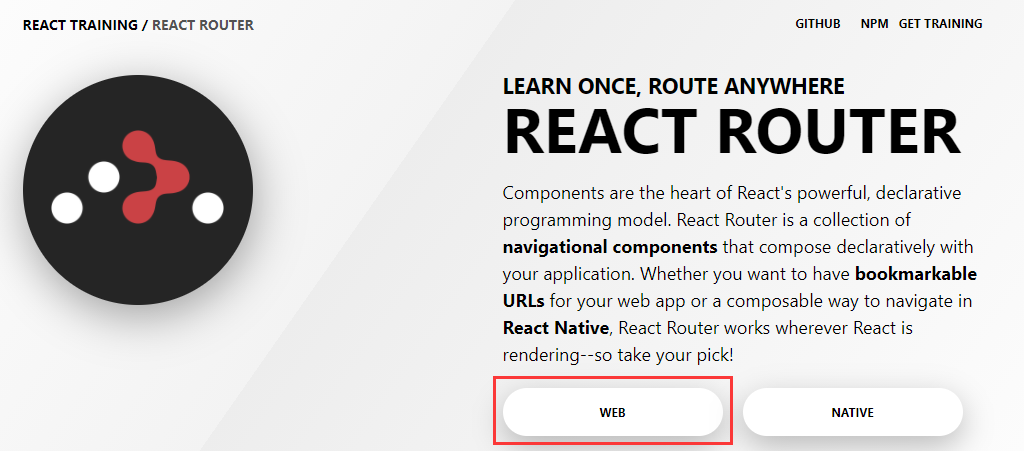 REACT TRAINING / REACT ROUTER
GITHUB NPM GET TRAINING
LEARN ONCE, ROUTE ANYWHERE
REACT ROUTER
Components are the heart of React's powerful, declarative
programming model. React Router is a collection of
navigational components that compose declaratively with
your application. Whether you want to have bookmarkable
URLs for your web app or a composable way to navigate in
React Native, React Router works wherever React is
rendering--so take your pick!
WEB
NATIVE